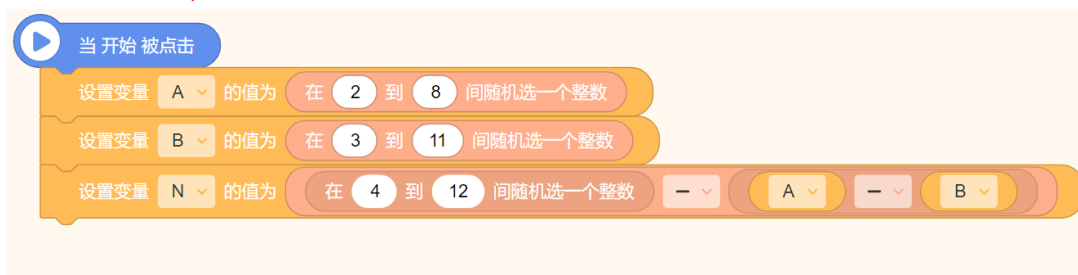 当 开始 被点击
设置变量 A 的值为 在 2 到 8 间随机选一个整数
设置变量 B 的值为 在 3 到 11 间随机选一个整数
设置变量 N 的值为 在 4 到 12 间随机选一个整数 - A - B